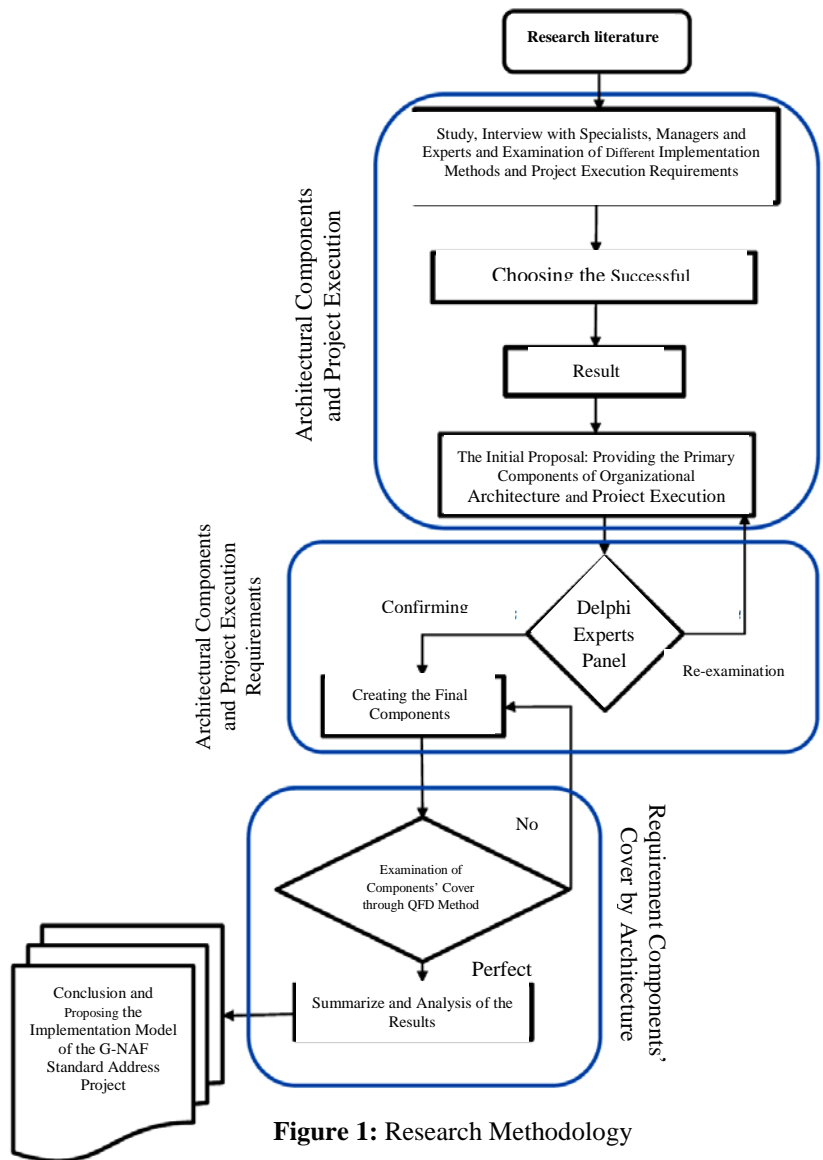 Research literature
Study, Interview with Specialists, Managers and
Experts and Examination of Different Implementation
Methods and Project Execution Requirements
Architectural Components
and Project Execution
Choosing the Successful
Result
The Initial Proposal: Providing the Primary
Components of Organizational
Architecture and Project Execution
Architectural Components
and Project Execution
Requirements
Confirming
Delphi
Experts
Panel
Re-examination
Creating the Final
Components
Requirement Components'
Cover by Architecture
No
Examination of
Components' Cover
through QFD Method
Perfect
Summarize and Analysis of the
Results
Conclusion and
Proposing the
Implementation Model
of the G-NAF
Standard Address
Project
Figure 1: Research Methodology